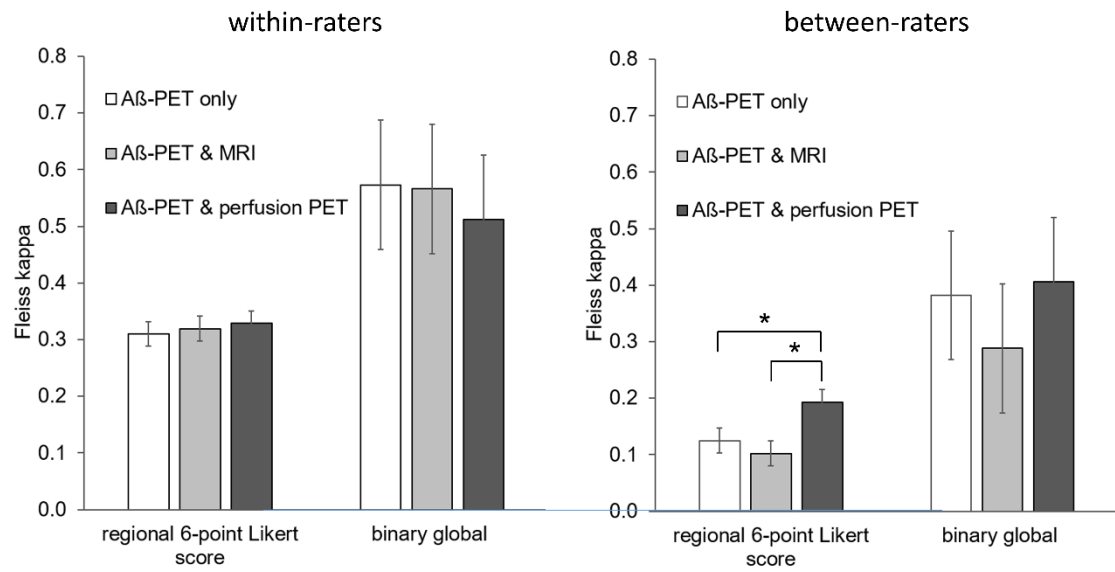 within-raters
0.8
0.7
0.6
0.5
0.4
0.3
0.2
0.1
0.0
Fleiss kappa
Aß-PET only
Aß-PET & MRI
Aß-PET & perfusion PET
regional 6-point Likert
score
binary global
between-raters
0.8
0.7
0.6
0.5
0.4
0.3
0.2
0.1
0.0
Fleiss kappa
Aß-PET only
Aß-PET & MRI
Aß-PET & perfusion PET
*
*
regional 6-point Likert
score
binary global